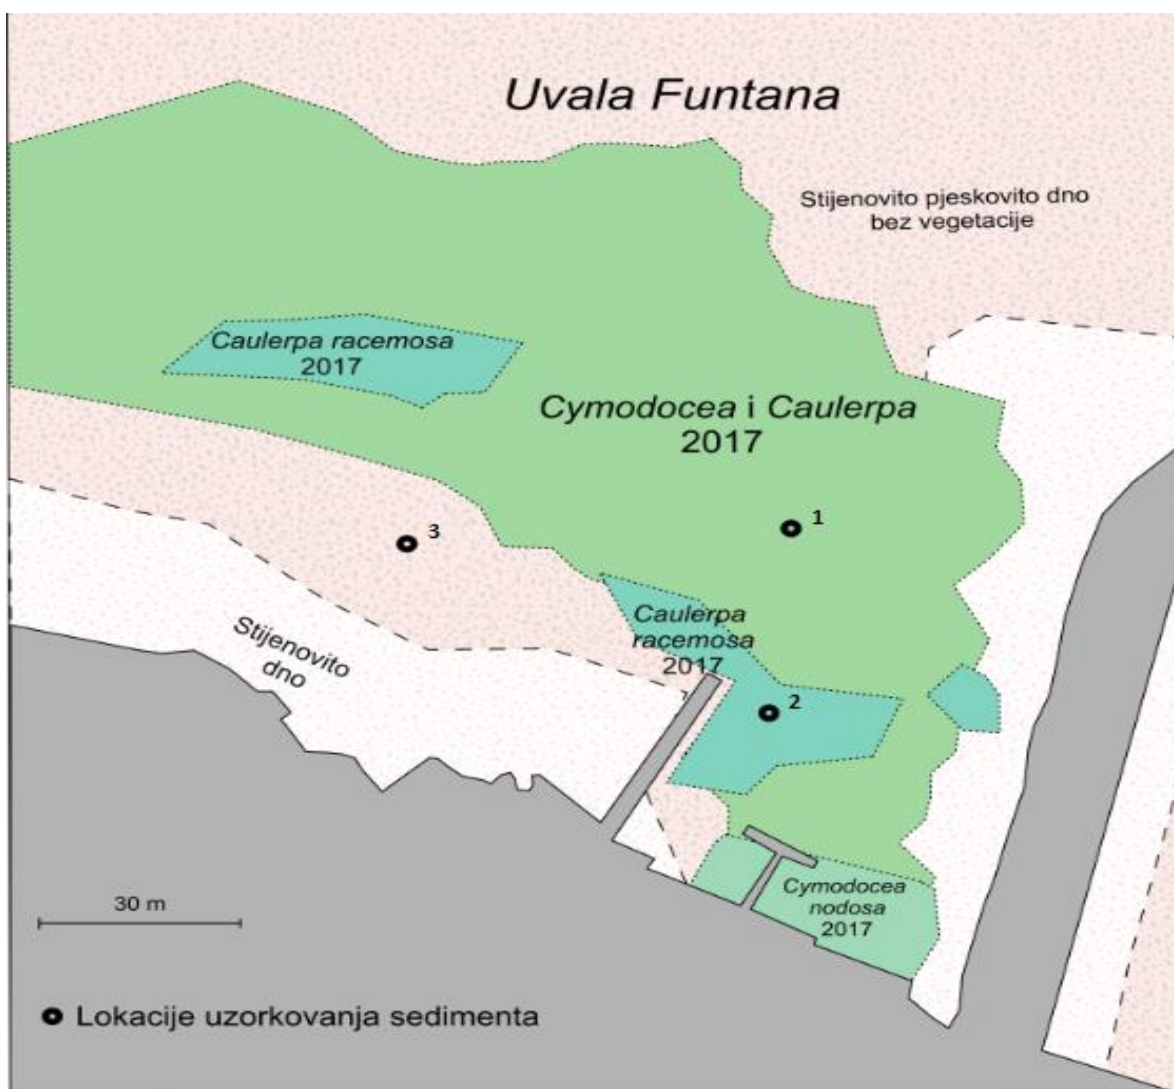 Uvala Funtana
Stijenovito pjeskovito dno
bez vegetacije
Caulerpa racemosa
2017
Cymodocea i Caulerpa
2017
1
3
Caulerpa
racemosa
2017
Stijenovito
dno
2
Cymodocea
nodosa
2017
30 m
Lokacije uzorkovanja sedimenta